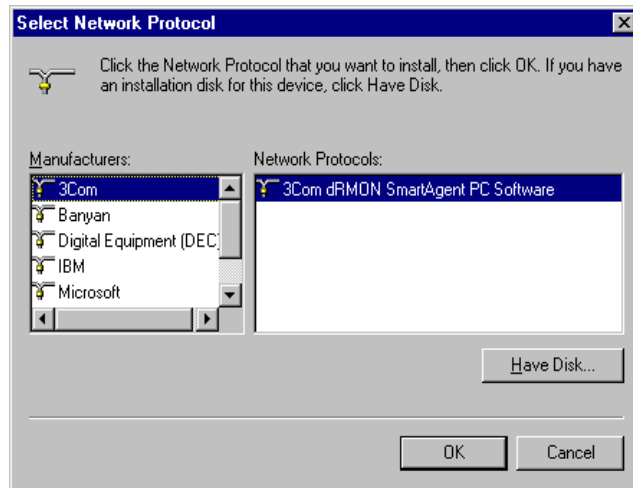 Select Network Protocol
Click the Network Protocol that you want to install, then click OK. If you have
an installation disk for this device, click Have Disk.
Manufacturers:
3Com
Banyan
Digital Equipment (DEC)
IBM
Microsoft
Network Protocols:
3Com dRMON SmartAgent PC Software
Have Disk...
OK
Cancel